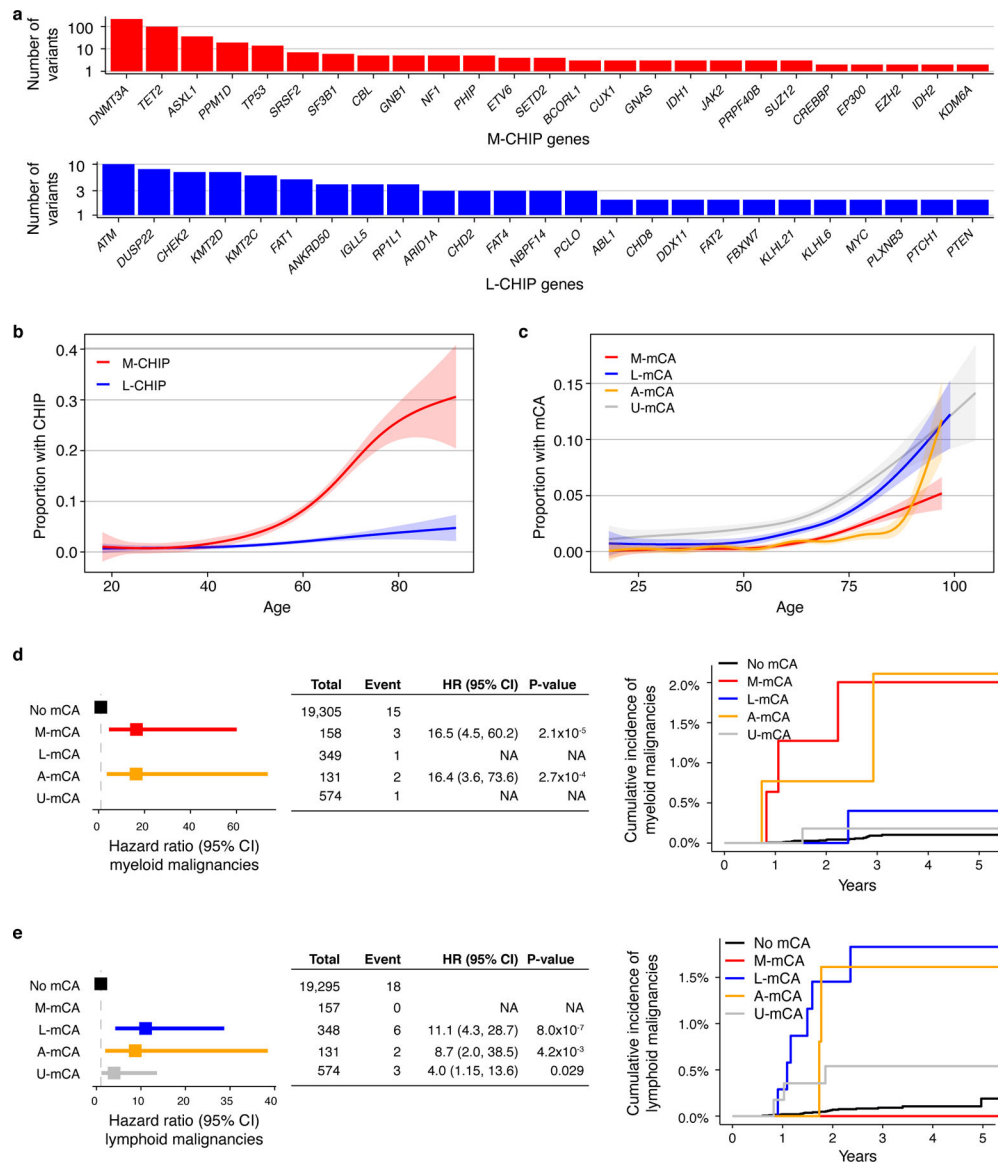 a
Number of
variants
100
10
1
DNMT3A TET2 ASXL1 PPM1D TP53 SRSF2 SF3B1 CBL GNB1 NF1 PHIP ETV6 SETD2 BCORL1 CUX1 GNAS IDH1 JAK2 PRPF40B SUZ12 CREBBP EP300 EZH2 IDH2 KDM6A
M-CHIP genes
Number of
variants
10
3
1
ATM DUSP22 CHEK2 KMT2D KMT2C FAT1 ANKRD50 IGLL5 RP1L1 ARID1A CHD2 FAT4 NBPF14 PCLO ABL1 CHD8 DDX11 FAT2 FBXW7 KLHL21 KLHL6 MYC PLXNB3 PTCH1 PTEN
L-CHIP genes
b
Proportion with CHIP
0.4
0.3
0.2
0.1
0.0
M-CHIP
L-CHIP
20 40 60 80
Age
c
Proportion with mCA
0.15
0.10
0.05
0.00
M-mCA
L-mCA
A-mCA
U-mCA
25 50 75 100
Age
d
No mCA
M-mCA
L-mCA
A-mCA
U-mCA
0 20 40 60
Hazard ratio (95% CI)
myeloid malignancies
Total Event HR (95% CI) P-value
19,305 15
158 3 16.5 (4.5, 60.2) 2.1x10-5
349 1 NA NA
131 2 16.4 (3.6, 73.6) 2.7x10-4
574 1 NA NA
Cumulative incidence of
myeloid malignancies
2.0%
1.5%
1.0%
0.5%
0.0%
No mCA
M-mCA
L-mCA
A-mCA
U-mCA
0 1 2 3 4 5
Years
e
No mCA
M-mCA
L-mCA
A-mCA
U-mCA
0 10 20 35 40
Hazard ratio (95% CI)
lymphoid malignancies
Total Event HR (95% CI) P-value
19,295 18
157 0 NA NA
348 6 11.1 (4.3, 28.7) 8.0x10-7
131 2 8.7 (2.0, 38.5) 4.2x10-3
574 3 4.0 (1.15, 13.6) 0.029
Cumulative incidence of
lymphoid malignancies
1.5%
1.0%
0.5%
0.0%
No mCA
M-mCA
L-mCA
A-mCA
U-mCA
0 1 2 3 4 5
Years